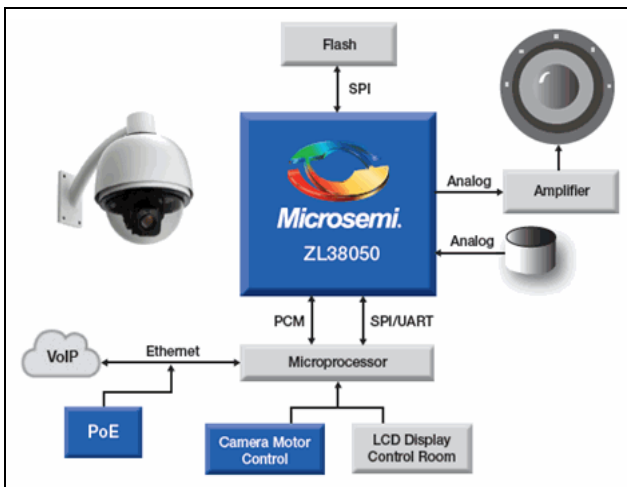 Flash
SPI
Microsemi.
ZL38050
Analog
Amplifier
Analog
PCM
SPI/UART
VoIP
Ethernet
Microprocessor
PoE
Camera Motor
Control
LCD Display
Control Room